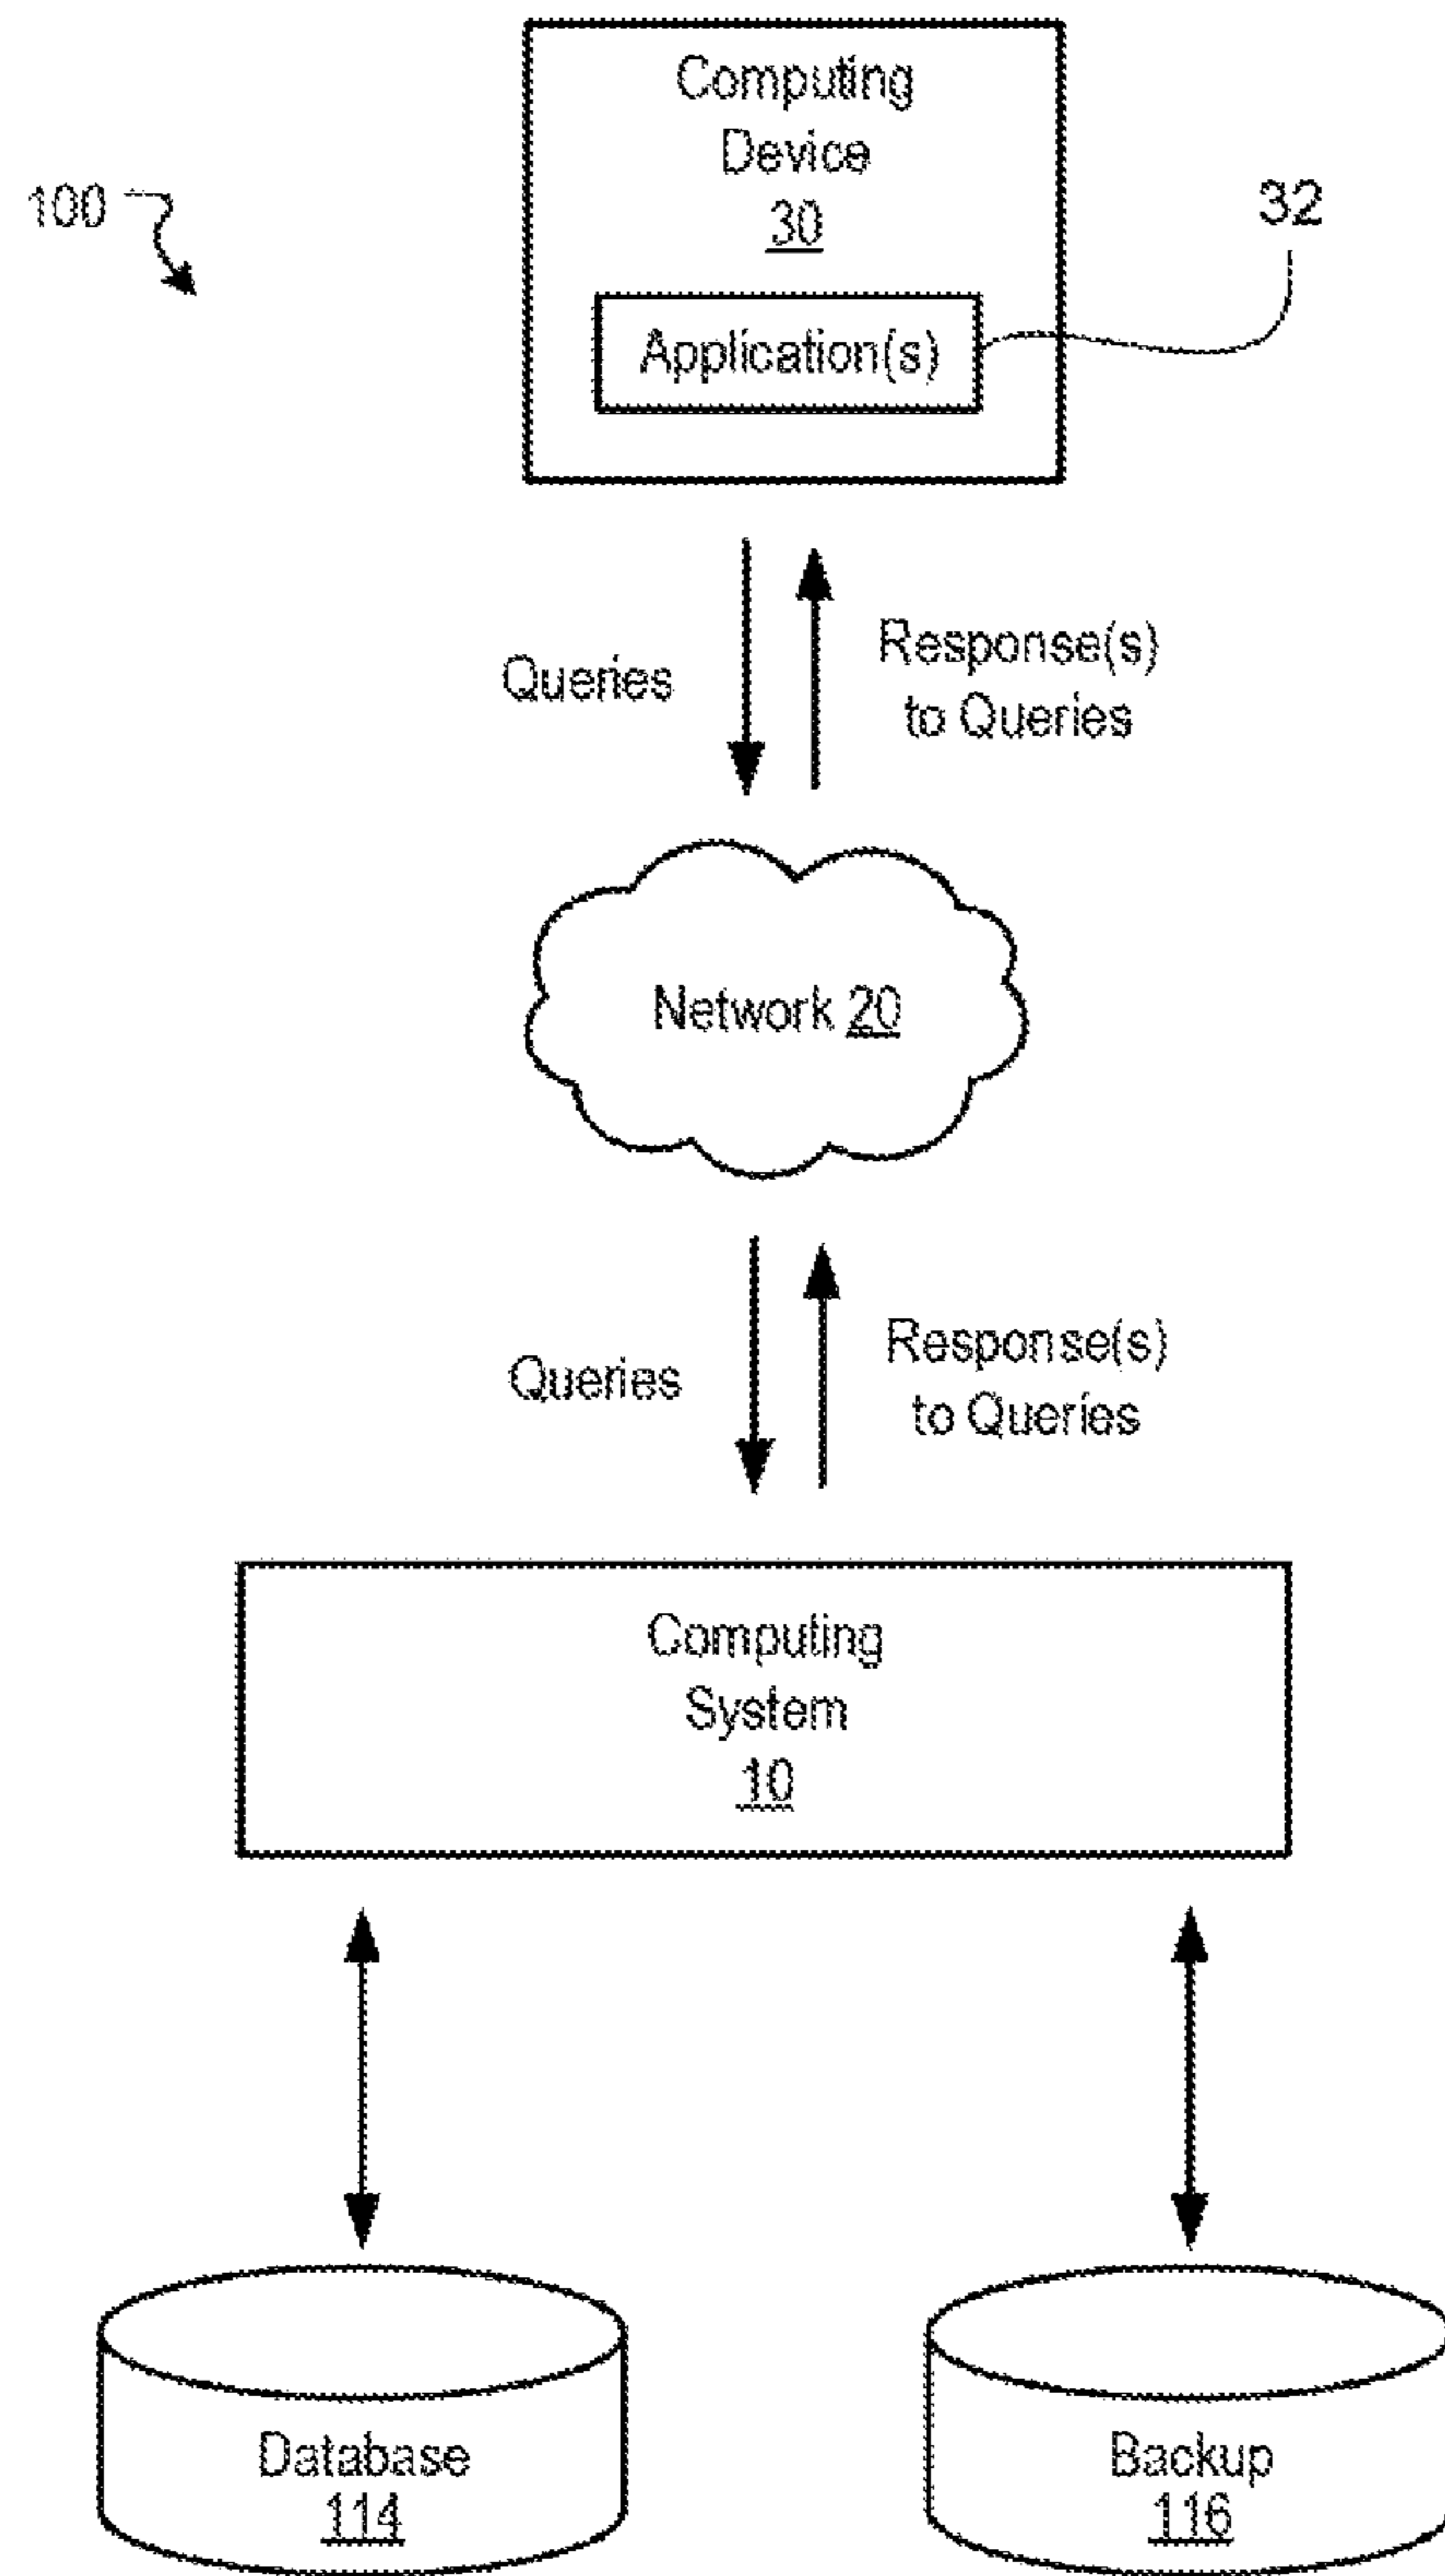 Computing
Device
30
100
32
Application(s)
Queries
Response(s)
to Queries
Network 20
Queries
Response(s)
to Queries
Computing
System
10
Database
114
Backup
116